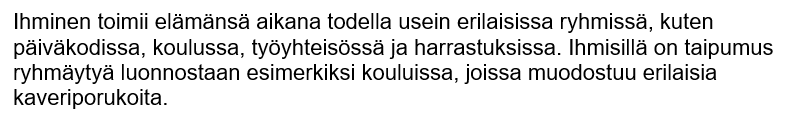 Ihminen toimii elämänsä aikana todella usein erilaisissa ryhmissä, kuten
päiväkodissa, koulussa, työyhteisössä ja harrastuksissa. Ihmisillä on taipumus
ryhmäytyä luonnostaan esimerkiksi kouluissa, joissa muodostuu erilaisia
kaveriporukoita.